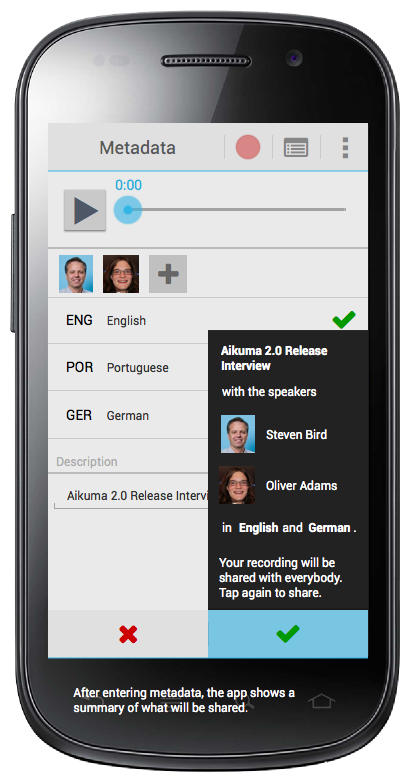 Metadata
0:00
ENG English
POR Portuguese
GER German
Description
Aikuma 2.0 Release Intervi
Aikuma 2.0 Release
Interview
with the speakers
Steven Bird
Oliver Adams
in English and German .
Your recording will be
shared with everybody.
Tap again to share.
After entering metadata, the app shows a
summary of what will be shared.